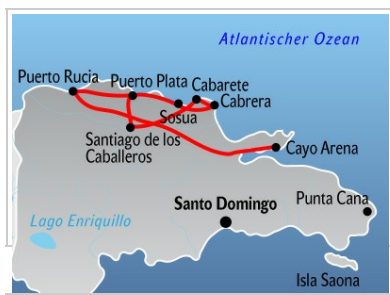 Atlantischer Ozean
Puerto Rucia
Puerto Plata
Cabarete
Cabrera
Sosua
Santiago de los
Caballeros
Cayo Arena
Santo Domingo
Punta Cana
Lago Enriquillo
Isla Saona